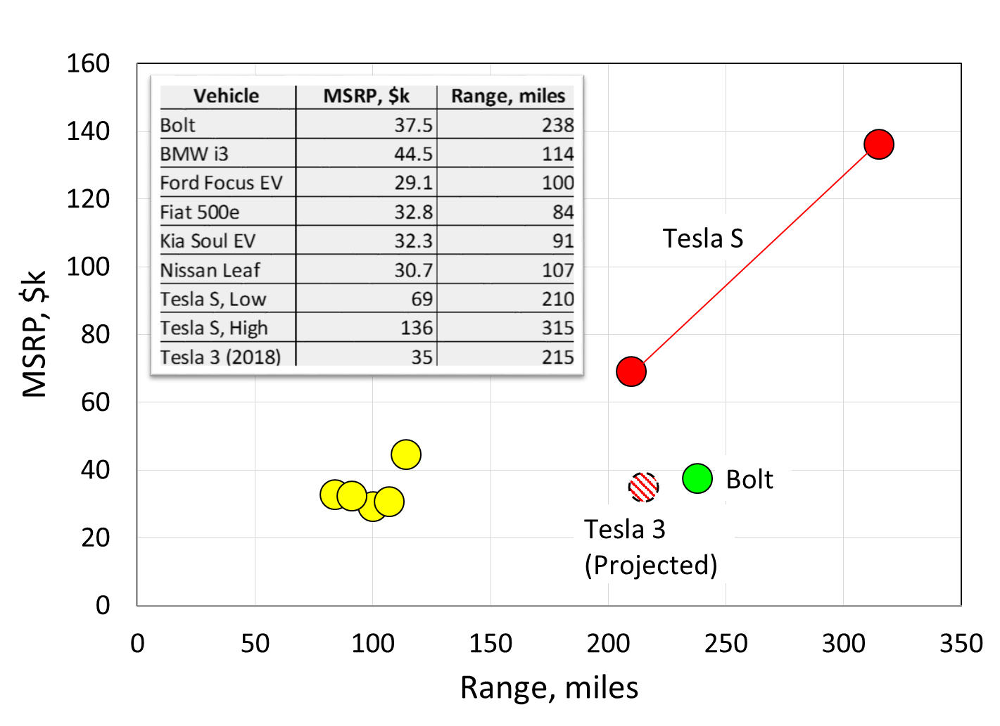 160
140
120
100
80
60
40
20
0
MSRP, $k
Vehicle MSRP, $k Range, miles
Bolt 37.5 238
BMW i3 44.5 114
Ford Focus EV 29.1 100
Fiat 500e 32.8 84
Kia Soul EV 32.3 91
Nissan Leaf 30.7 107
Tesla S, Low 69 210
Tesla S, High 136 315
Tesla 3 (2018) 35 215
Tesla S
Bolt
Tesla 3
(Projected)
0 50 100 150 200 250 300 350
Range, miles